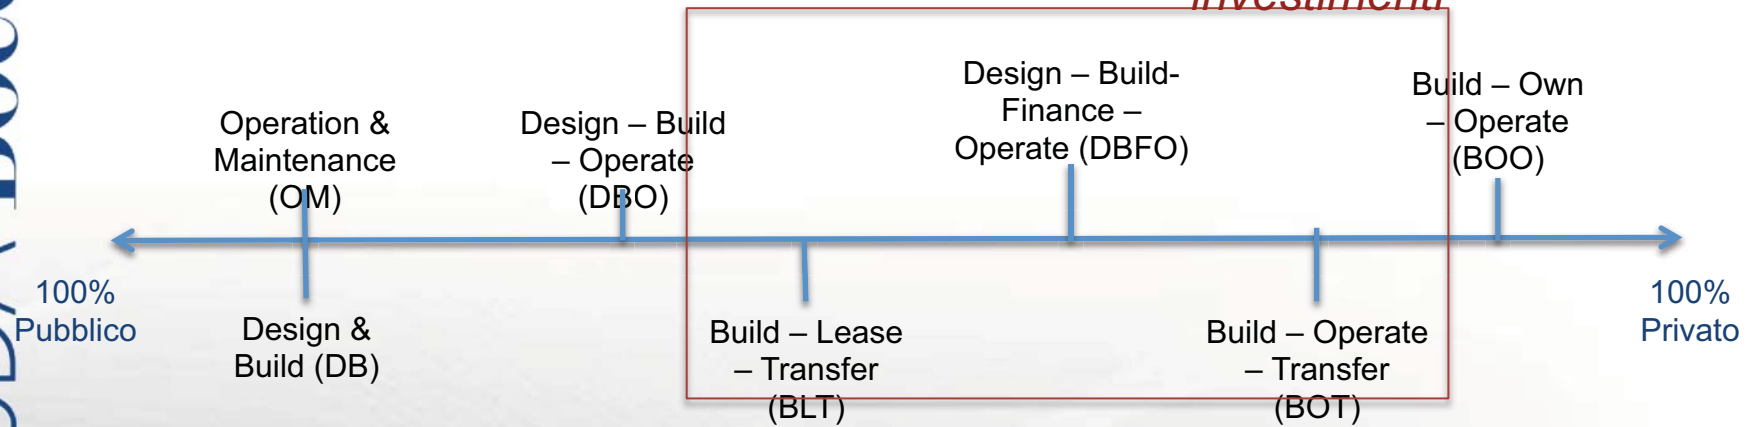 investimenti
Design – Build-
Finance –
Operate (DBFO)
Build – Own
– Operate
(BOO)
Operation &
Maintenance
(OM)
Design – Build
– Operate
(DBO)
100%
Pubblico
100%
Privato
Design &
Build (DB)
Build – Lease
– Transfer
(BLT)
Build – Operate
– Transfer
(BOT)